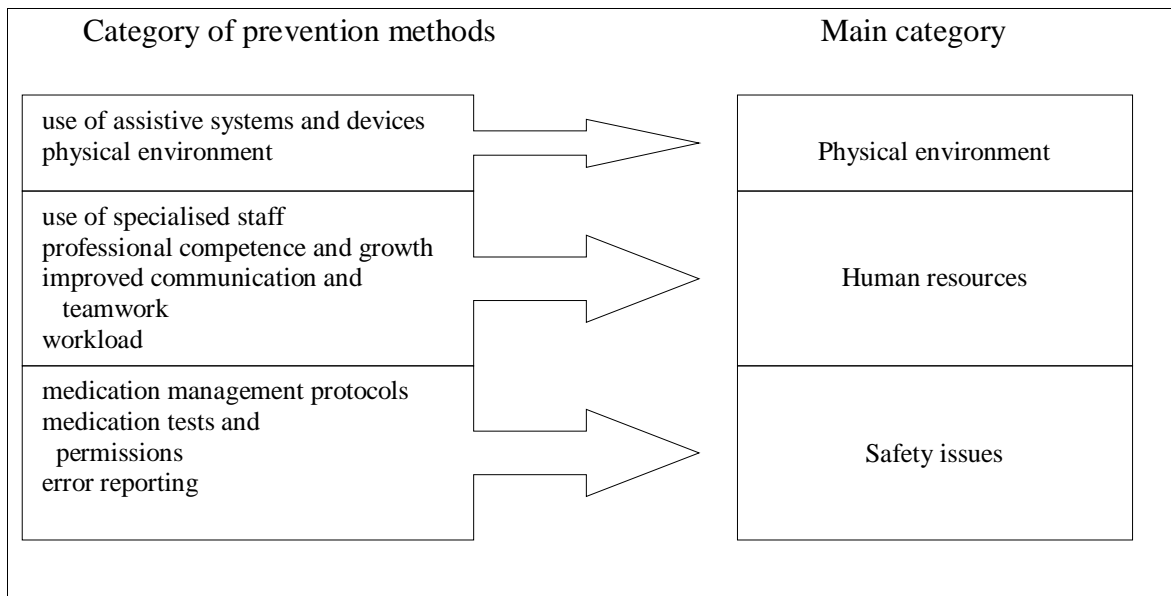 Category of prevention methods
Main category
use of assistive systems and devices
physical environment
Physical environment
use of specialised staff
professional competence and growth
improved communication and
teamwork
workload
Human resources
medication management protocols
medication tests and
permissions
error reporting
Safety issues